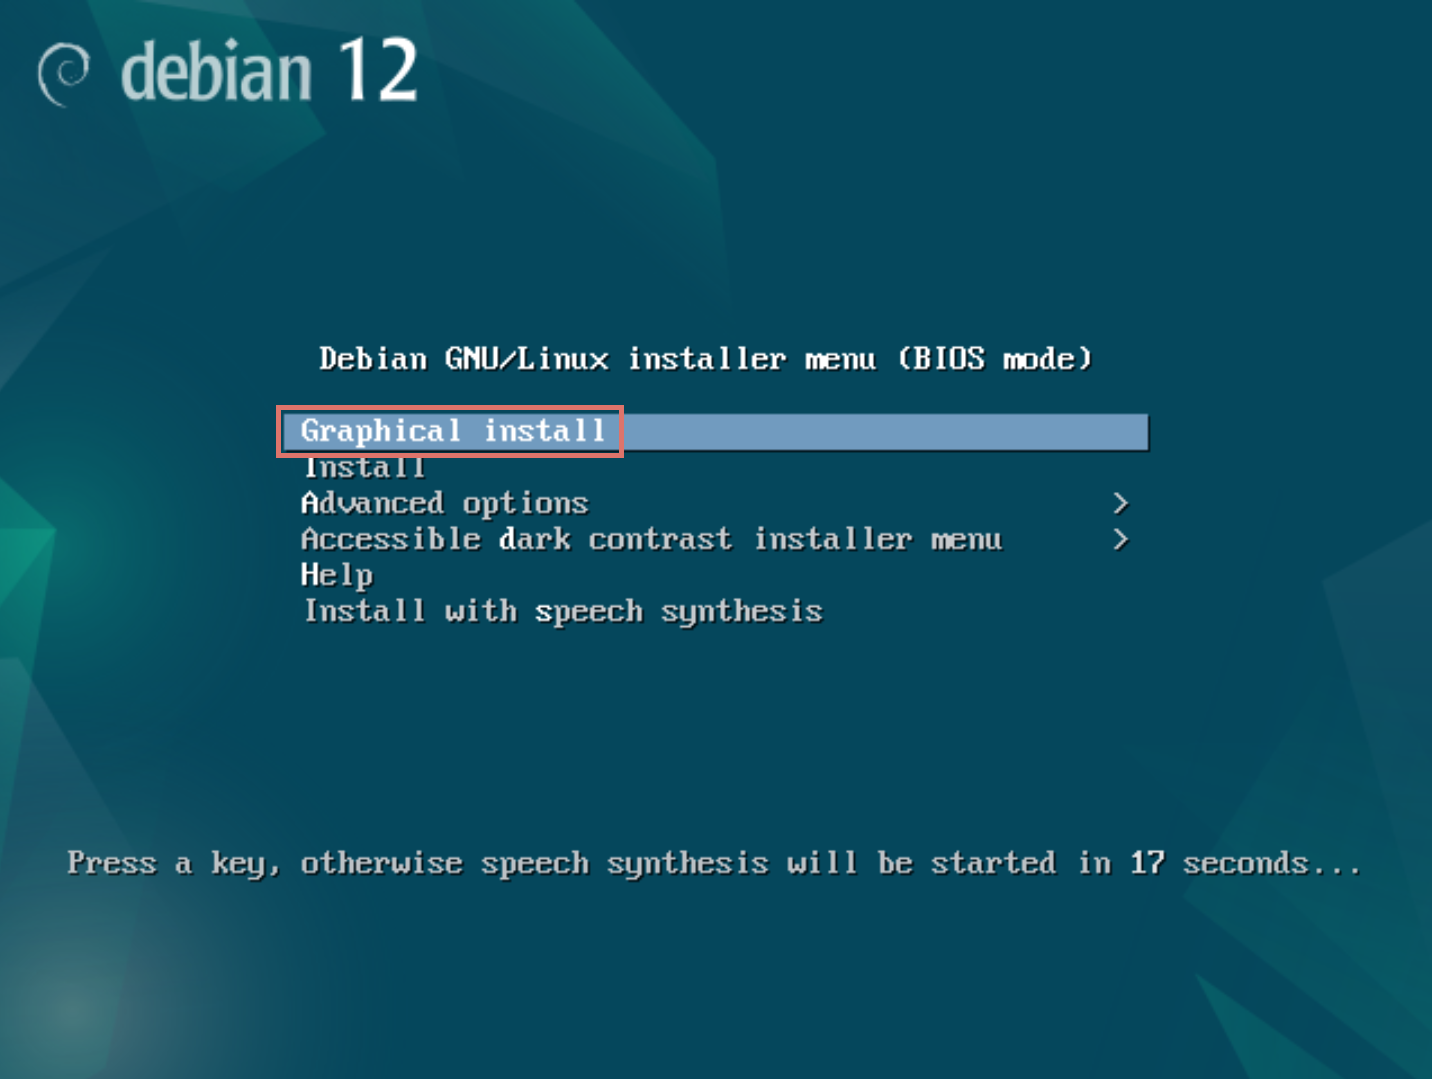 debian 12
Debian GNU/Linux installer menu (BIOS mode)
Graphical install
Install
Advanced options >
Accessible dark contrast installer menu >
Help
Install with speech synthesis
Press a key, otherwise speech synthesis will be started in 17 seconds...